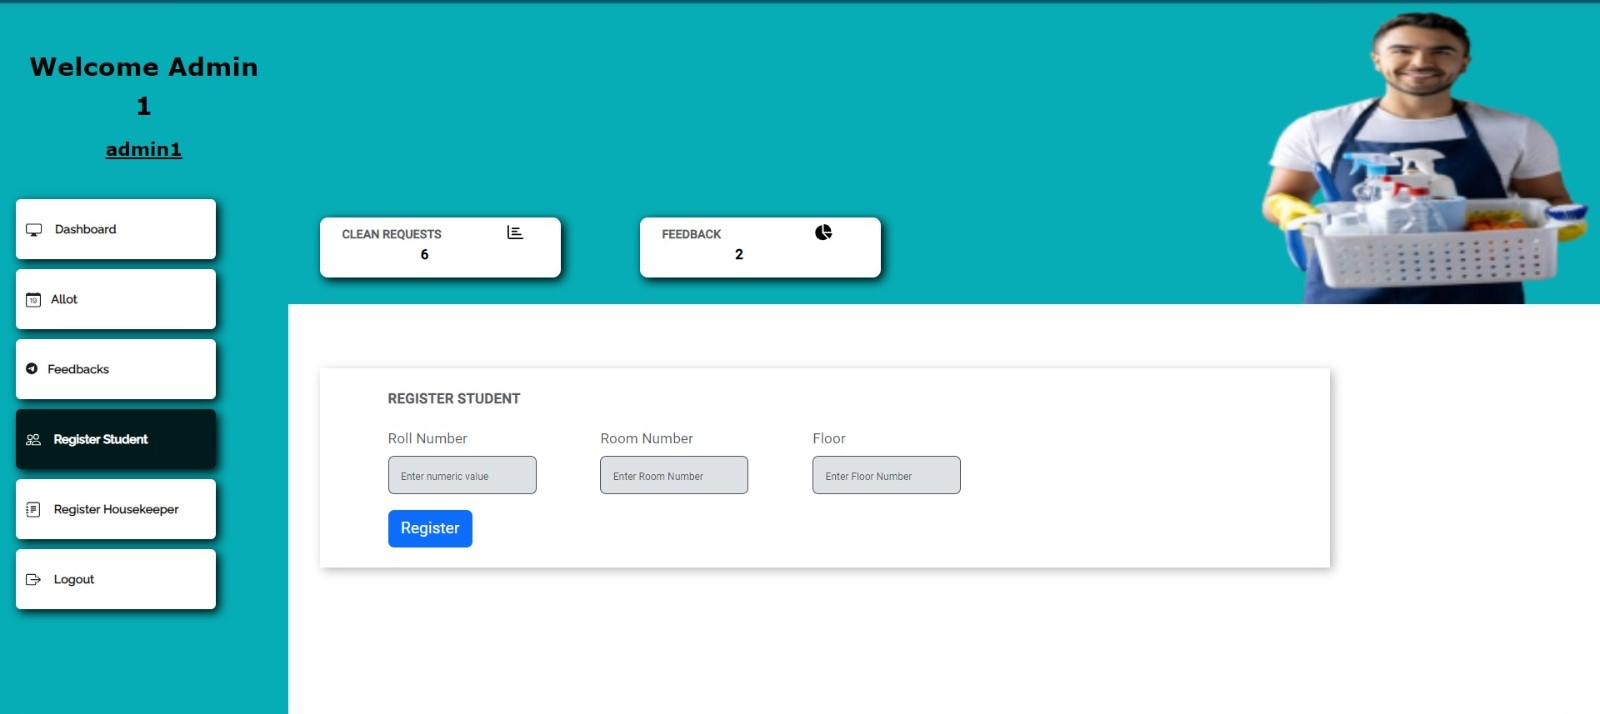 Welcome Admin
1
admin1
Dashboard
19
Allot
Feedbacks
Register Student
Register Housekeeper
Logout
CLEAN REQUESTS
6
FEEDBACK
2
REGISTER STUDENT
Roll Number Room Number Floor
Enter numeric value Enter Room Number Enter Floor Number
Register